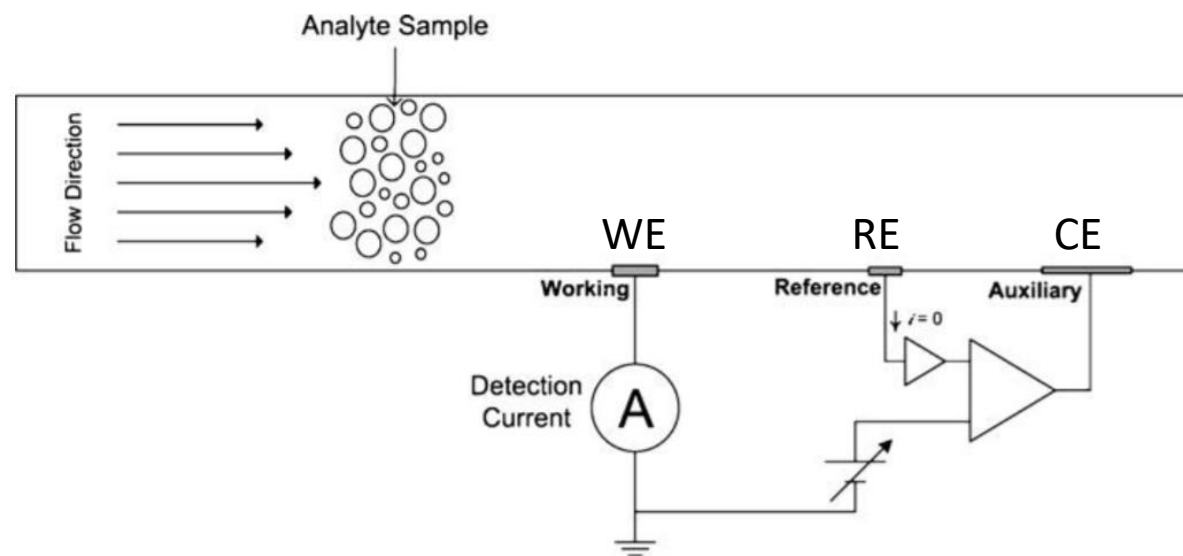 Analyte Sample
Flow Direction
WE
RE
CE
Working
Reference
Auxiliary
i = 0
Detection
Current
A